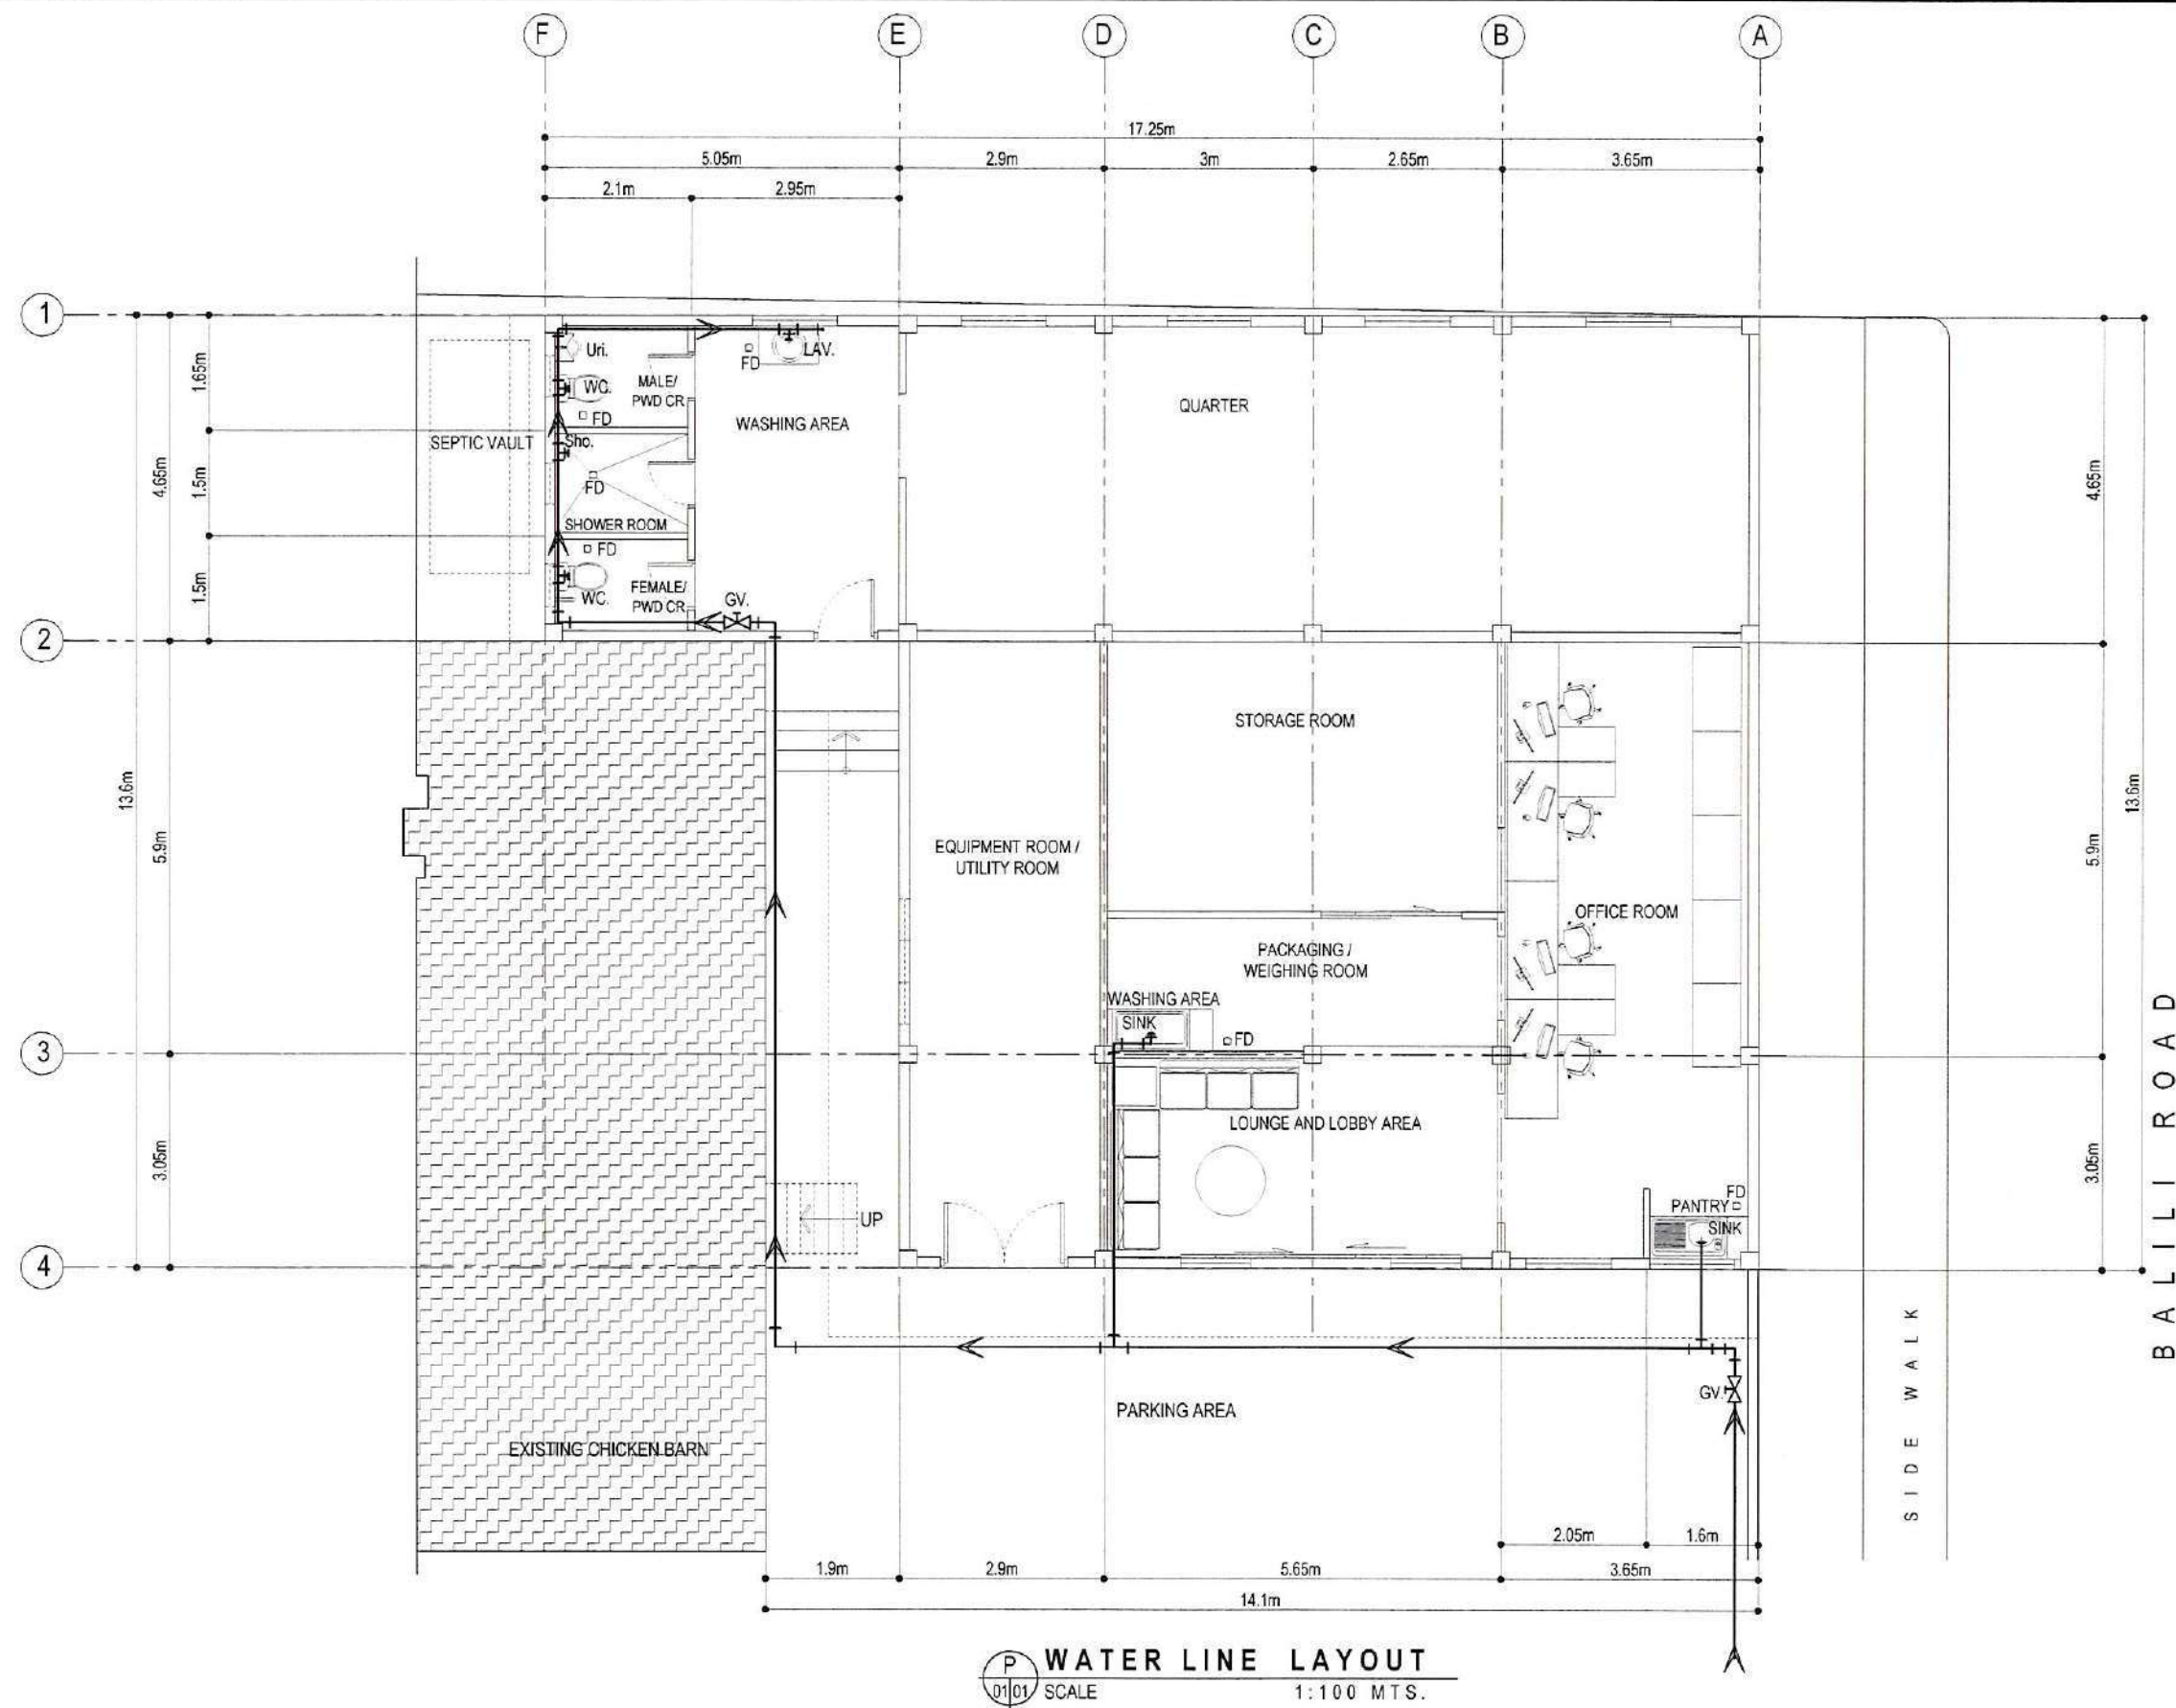 F E D C B A
17.25m
5.05m 2.9m 3m 2.65m 3.65m
2.1m 2.95m
1
Uri.
LAV.
FD
WC.
MALE/
PWD CR
FD
QUARTER
WASHING AREA
SEPTIC VAULT
Sho.
FD
SHOWER ROOM
FD
FEMALE/
PWD CR
WC.
GV.
1.65m
1.5m
1.5m
4.65m
4.65m
2
STORAGE ROOM
13.6m
13.6m
5.9m
5.9m
EQUIPMENT ROOM /
UTILITY ROOM
OFFICE ROOM
PACKAGING /
WEIGHING ROOM
WASHING AREA
SINK
FD
3
LOUNGE AND LOBBY AREA
3.05m
3.05m
FD
PANTRY
SINK
UP
4
GV.
PARKING AREA
EXISTING CHICKEN BARN
SIDE WALK
BALILI ROAD
2.05m 1.6m
1.9m 2.9m 5.65m 3.65m
14.1m
P
01 01
WATER LINE LAYOUT
SCALE 1:100 MTS.